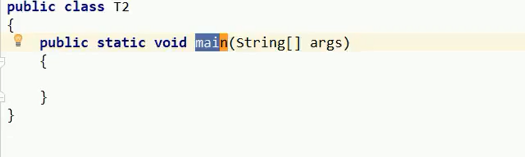 public class T2
{
    public static void main(String[] args)
    {
    }
}